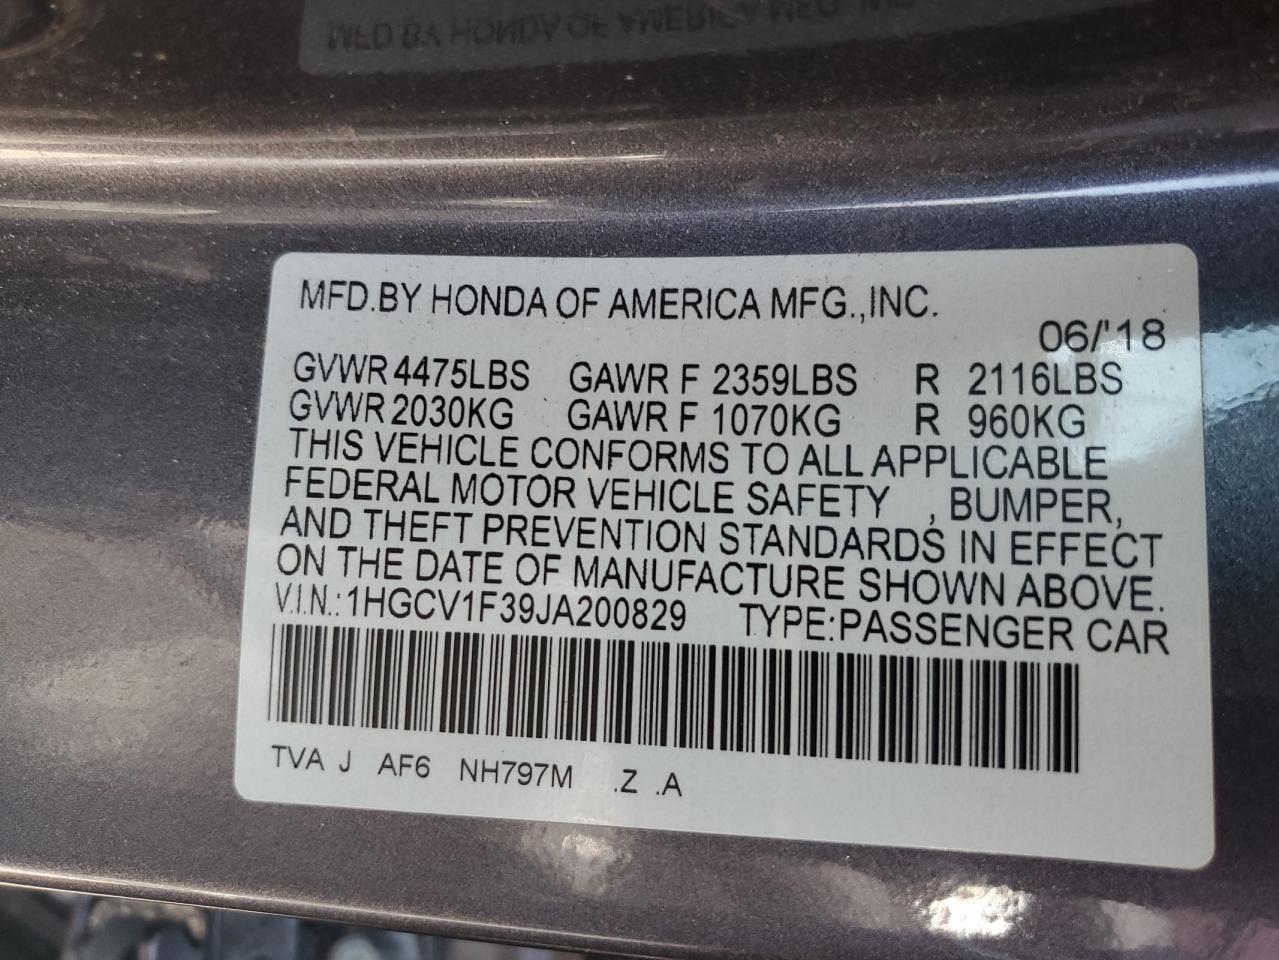 MFD.BY HONDA OF AMERICA MFG.,INC.
06/'18
GVWR 4475LBS GAWR F 2359LBS R 2116LBS
GVWR 2030KG GAWR F 1070KG R 960KG
THIS VEHICLE CONFORMS TO ALL APPLICABLE
FEDERAL MOTOR VEHICLE SAFETY , BUMPER,
AND THEFT PREVENTION STANDARDS IN EFFECT
ON THE DATE OF MANUFACTURE SHOWN ABOVE.
V.I.N.: 1HGCV1F39JA200829 TYPE:PASSENGER CAR
TVA J AF6 NH797M .Z .A